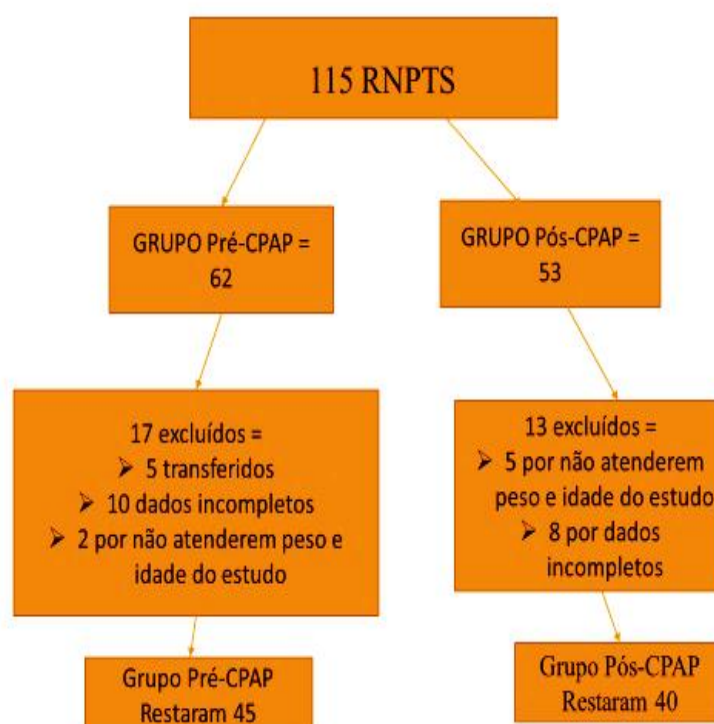 115 RNPTS
GRUPO Pré-CPAP =
62
GRUPO Pós-CPAP =
53
17 excluídos =
➢ 5 transferidos
➢ 10 dados incompletos
➢ 2 por não atenderem peso e
idade do estudo
13 excluídos =
➢ 5 por não atenderem
peso e idade do estudo
➢ 8 por dados
incompletos
Grupo Pré-CPAP
Restaram 45
Grupo Pós-CPAP
Restaram 40